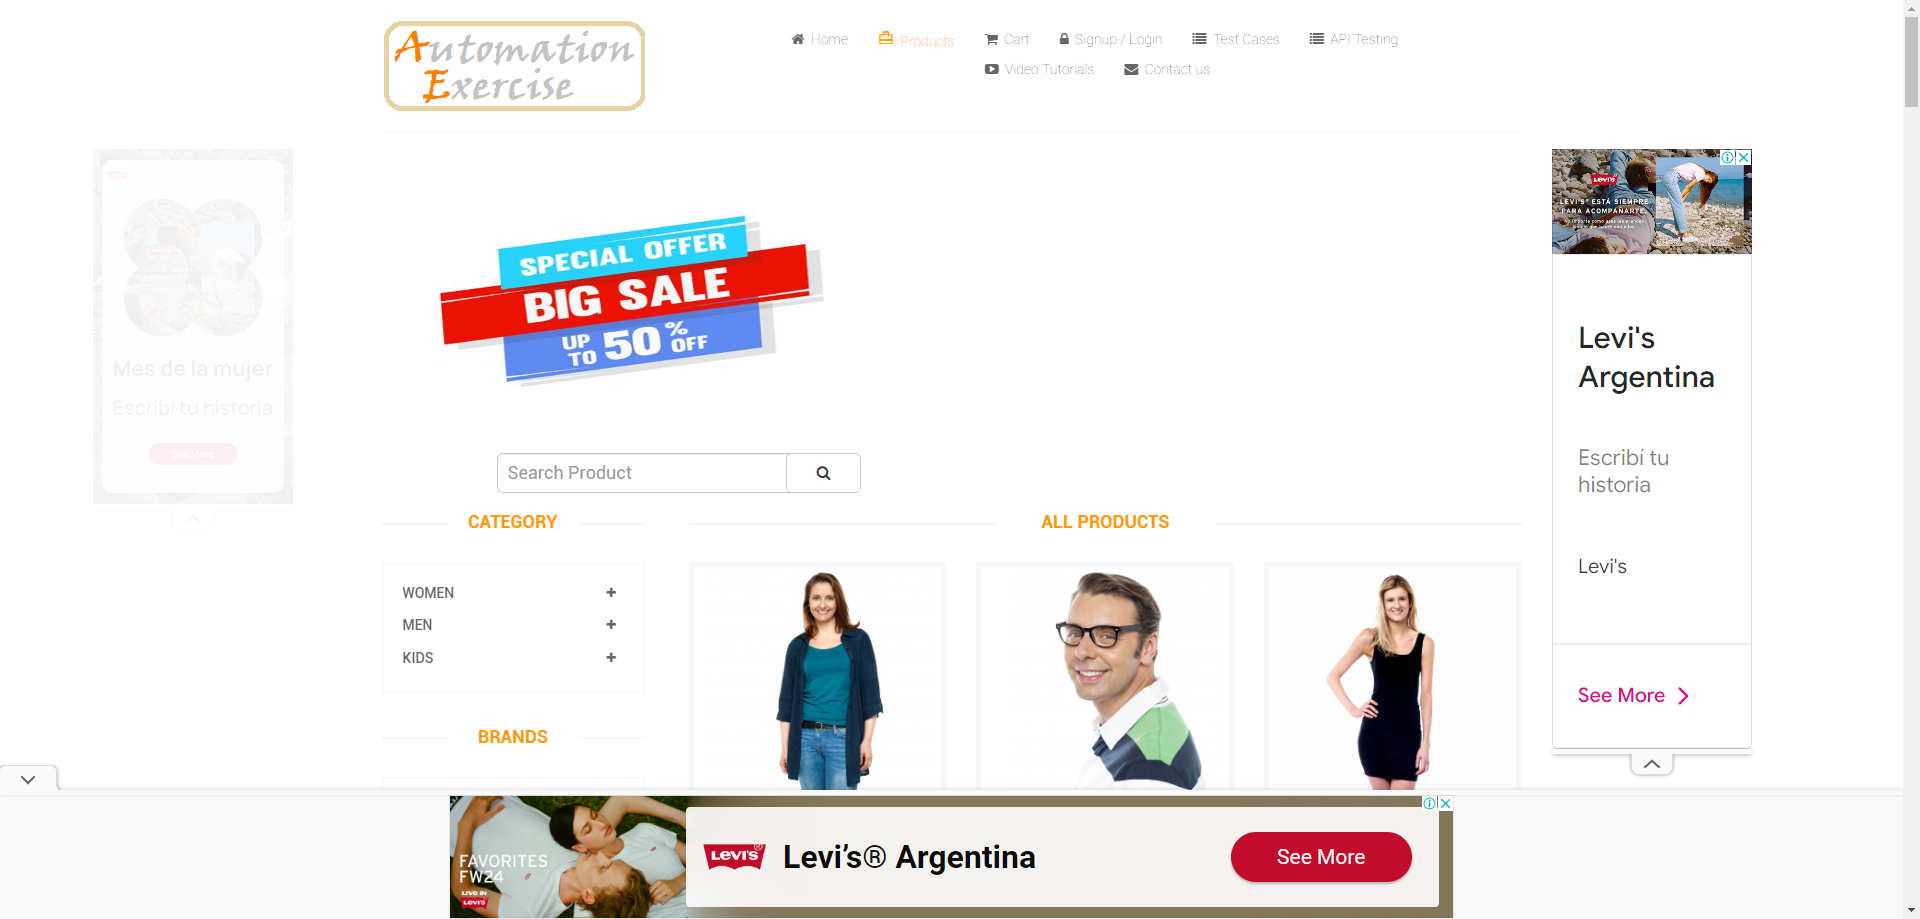 Automation
Exercise
Home
Products
Cart
Signup / Login
Test Cases
API Testing
Video Tutorials
Contact us
SPECIAL OFFER
BIG SALE
UP TO 50% OFF
Mes de la mujer
Escribí tu historia
See More
LEVI'S® ESTÁ SIEMPRE
PARA ACOMPAÑARTE.
Levi's
Argentina
Escribí tu
historia
Levi's
See More
Search Product
CATEGORY
ALL PRODUCTS
WOMEN
MEN
KIDS
BRANDS
FAVORITES
FW24
LIVE IN
LEVI'S
LEVI'S®
Levi's® Argentina
See More